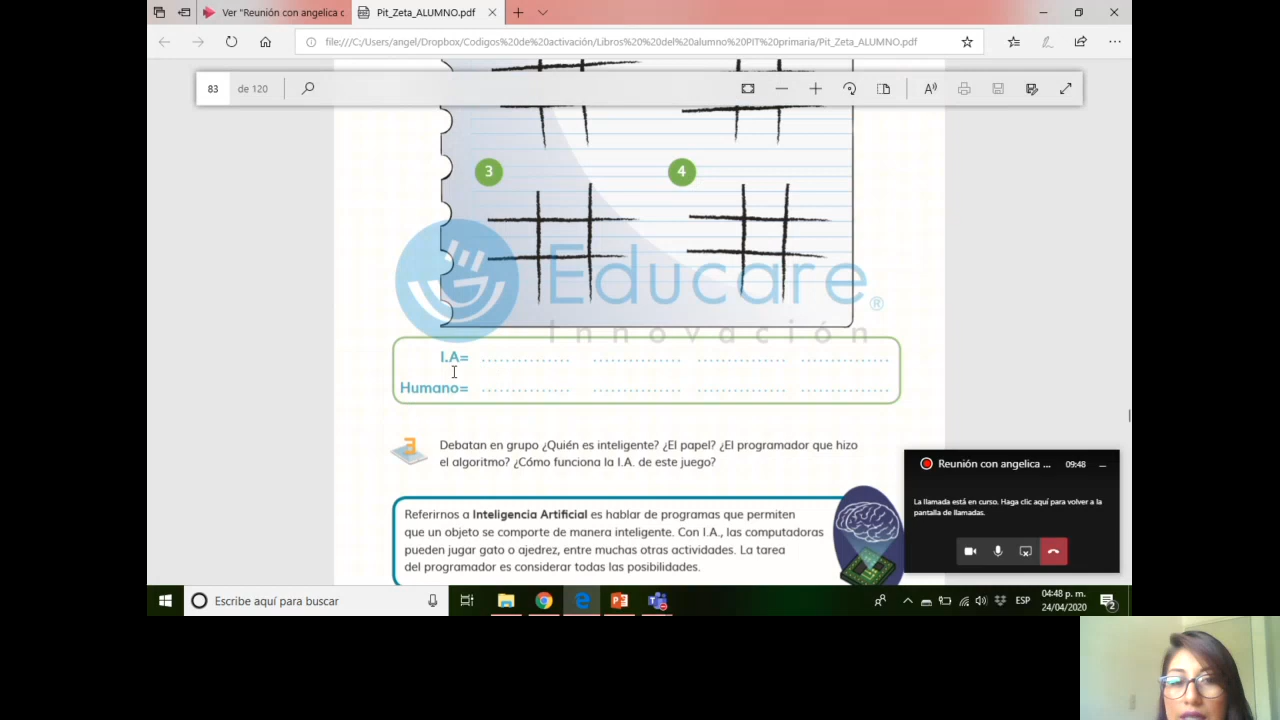 Ver "Reunión con angelica c
Pit_Zeta_ALUMNO.pdf
file:///C:/Users/angel/Dropbox/Codigos%20de%20activación/Libros%20%20del%20alumno%20PIT%20primaria/Pit_Zeta_ALUMNO.pdf
83 de 120
3
4
Educare
Innovación
I.A=
Humano=
3
Debatan en grupo ¿Quién es inteligente? ¿El papel? ¿El programador que hizo
el algoritmo? ¿Cómo funciona la I.A. de este juego?
Referirnos a Inteligencia Artificial es hablar de programas que permiten
que un objeto se comporte de manera inteligente. Con I.A., las computadoras
pueden jugar gato o ajedrez, entre muchas otras actividades. La tarea
del programador es considerar todas las posibilidades.
Reunión con angelica ... 09:48
La llamada está en curso. Haga clic aquí para volver a la
pantalla de llamadas.
Escribe aquí para buscar
ESP
04:48 p. m.
24/04/2020
2